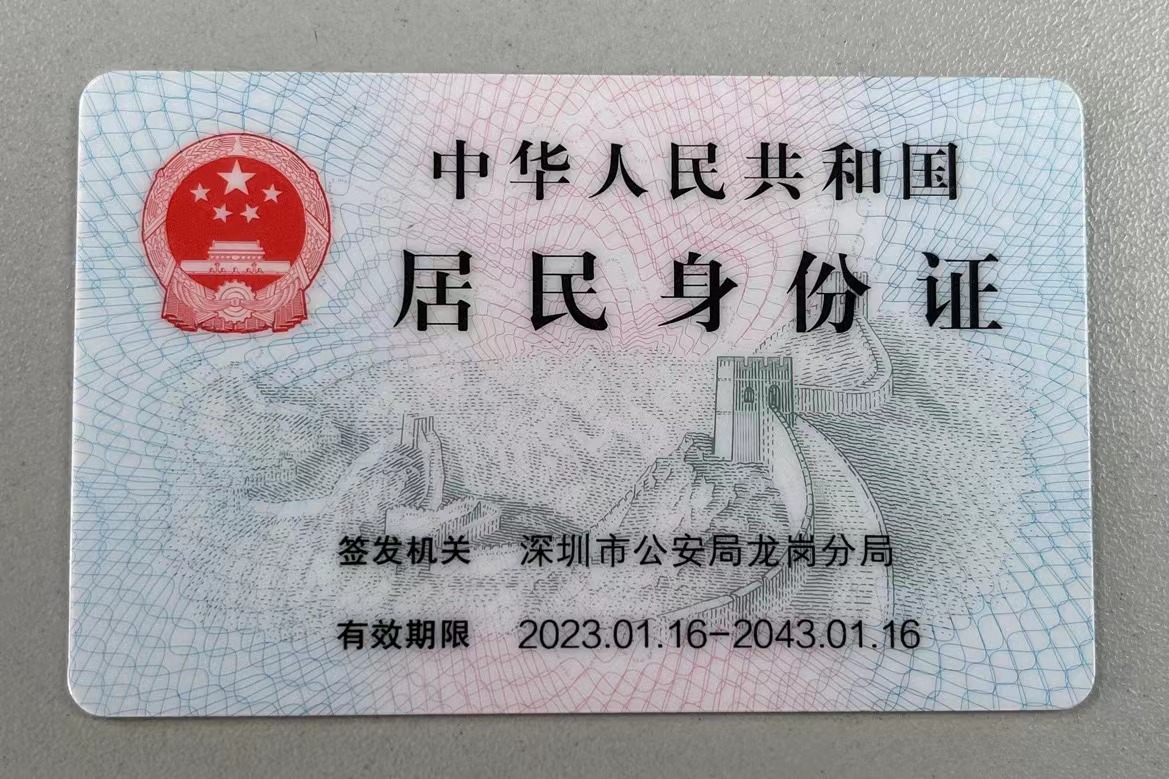 中华人民共和国
居民身份证
签发机关 深圳市公安局龙岗分局
有效期限 2023.01.16-2043.01.16